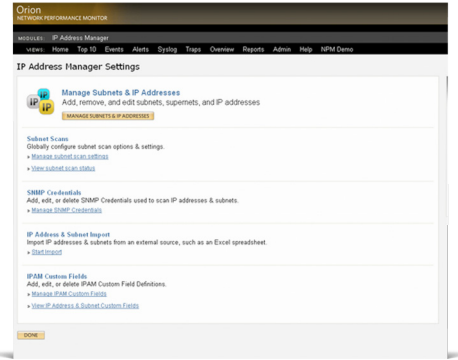 Orion
NETWORK PERFORMANCE MONITOR
MODULES: IP Address Manager
VIEWS: Home Top 10 Events Alerts Syslog Traps Overview Reports Admin Help NPM Demo
IP Address Manager Settings
IP IP IP
Manage Subnets & IP Addresses
Add, remove, and edit subnets, supernets, and IP addresses
MANAGE SUBNETS & IP ADDRESSES
Subnet Scans
Globally configure subnet scan options & settings.
» Manage subnet scan settings
» View subnet scan status
SNMP Credentials
Add, edit, or delete SNMP Credentials used to scan IP addresses & subnets.
» Manage SNMP Credentials
IP Address & Subnet Import
Import IP addresses & subnets from an external source, such as an Excel spreadsheet.
» Start Import
IPAM Custom Fields
Add, edit, or delete IPAM Custom Field Definitions.
» Manage IPAM Custom Fields
» View IP Address & Subnet Custom Fields
DONE